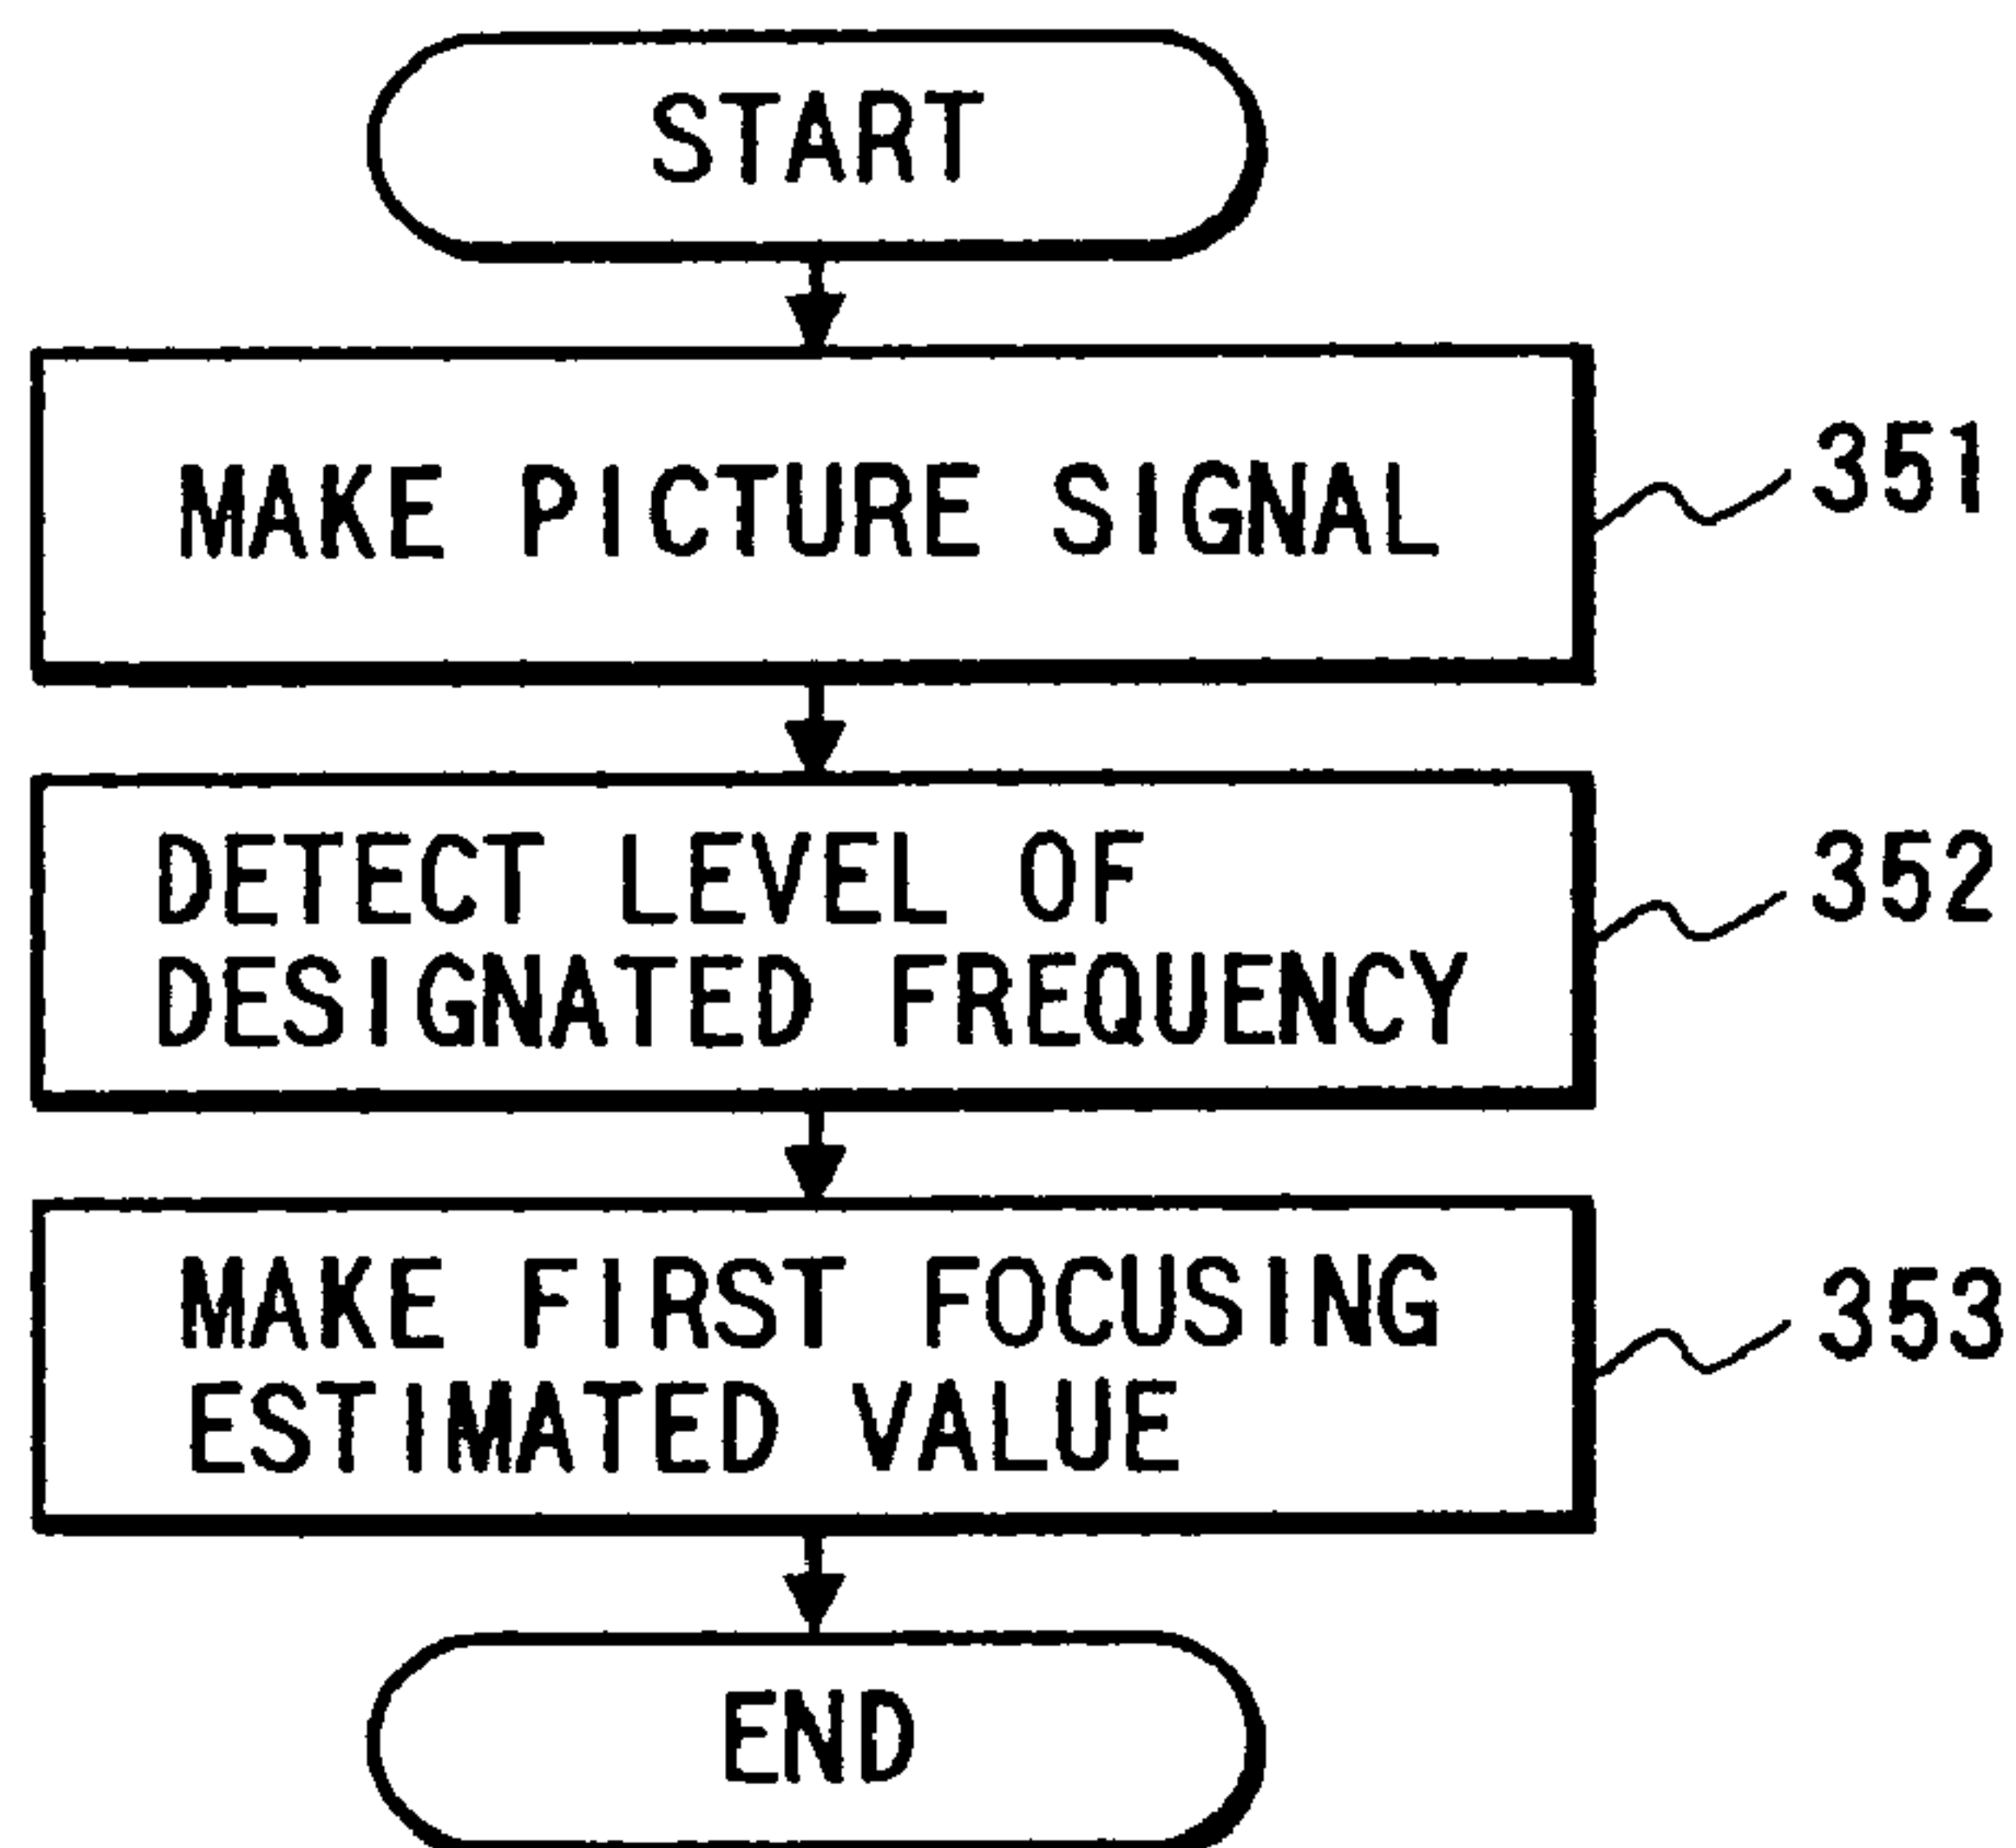 START
MAKE PICTURE SIGNAL
351
DETECT LEVEL OF
DESIGNATED FREQUENCY
352
MAKE FIRST FOCUSING
ESTIMATED VALUE
353
END